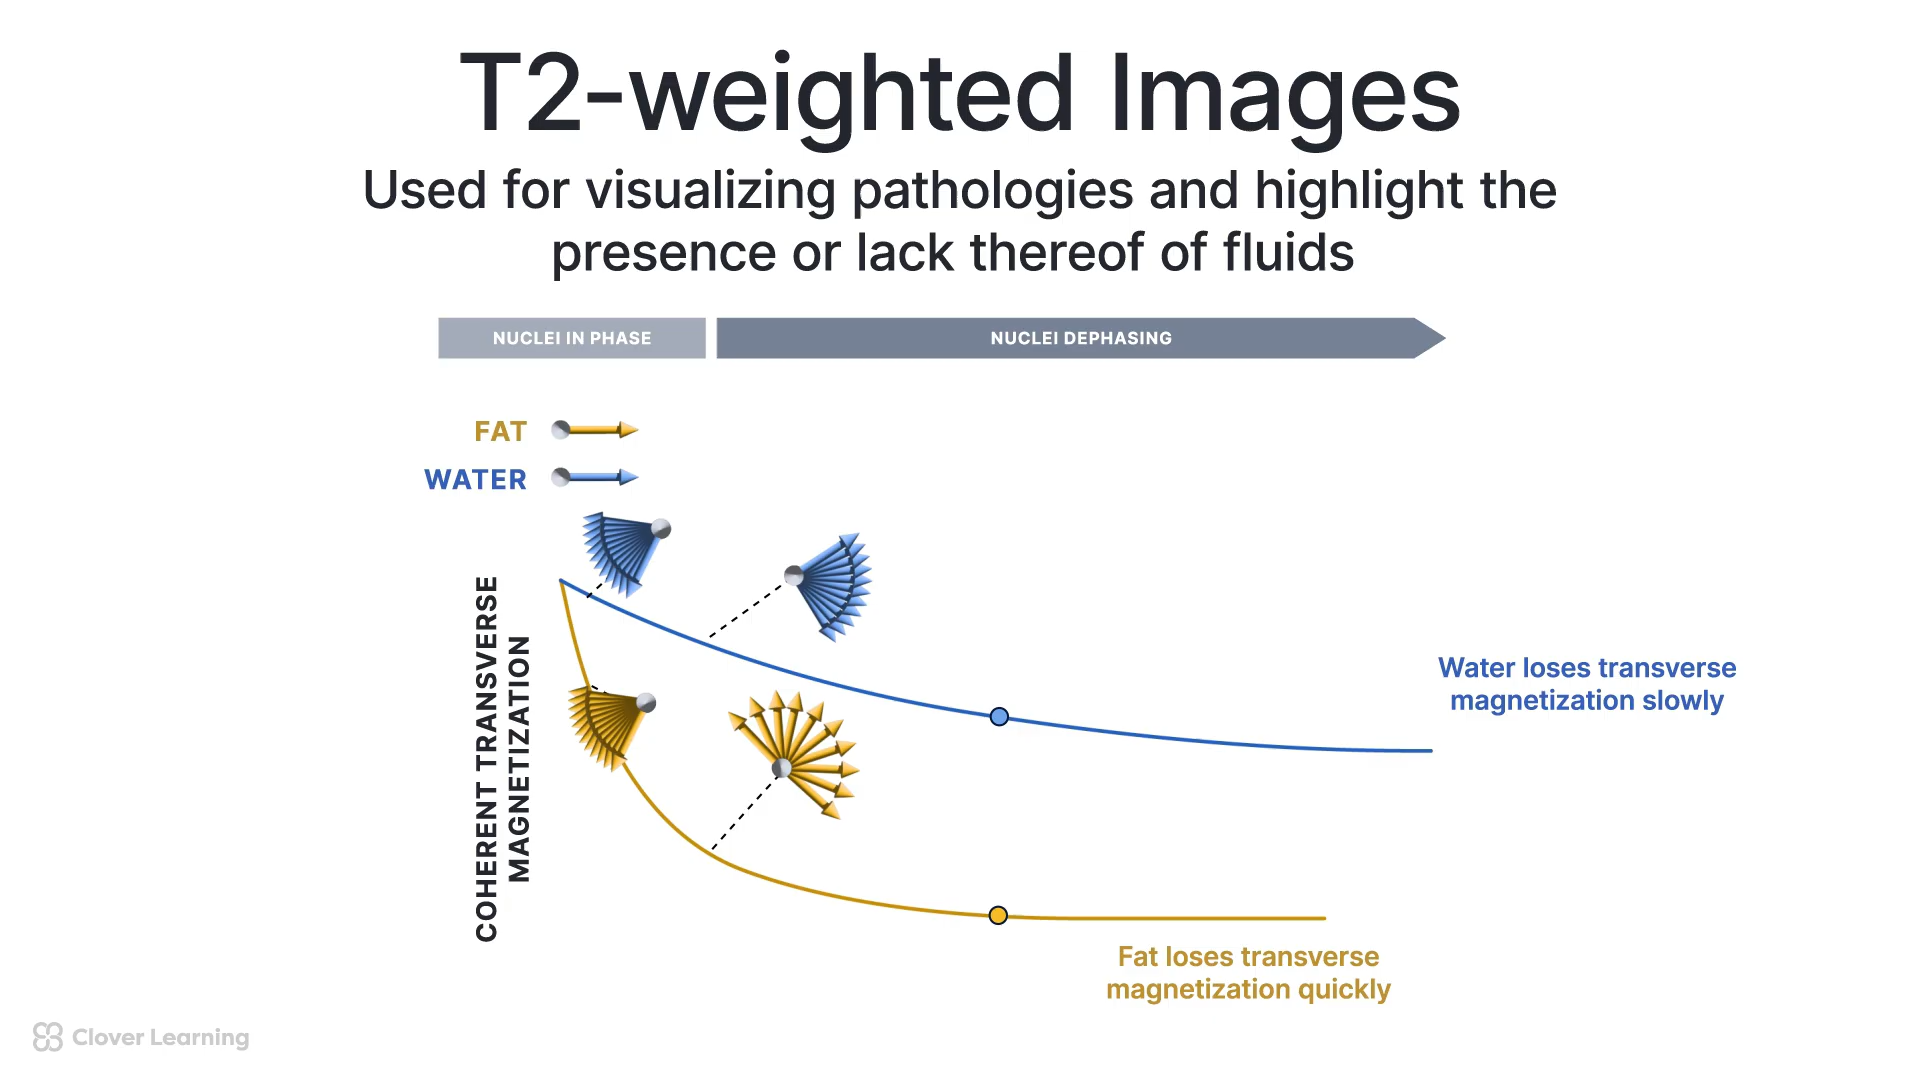 T2-weighted Images
Used for visualizing pathologies and highlight the
presence or lack thereof of fluids
NUCLEI IN PHASE
NUCLEI DEPHASING
FAT
WATER
COHERENT TRANSVERSE
MAGNETIZATION
Water loses transverse
magnetization slowly
Fat loses transverse
magnetization quickly
Clover Learning